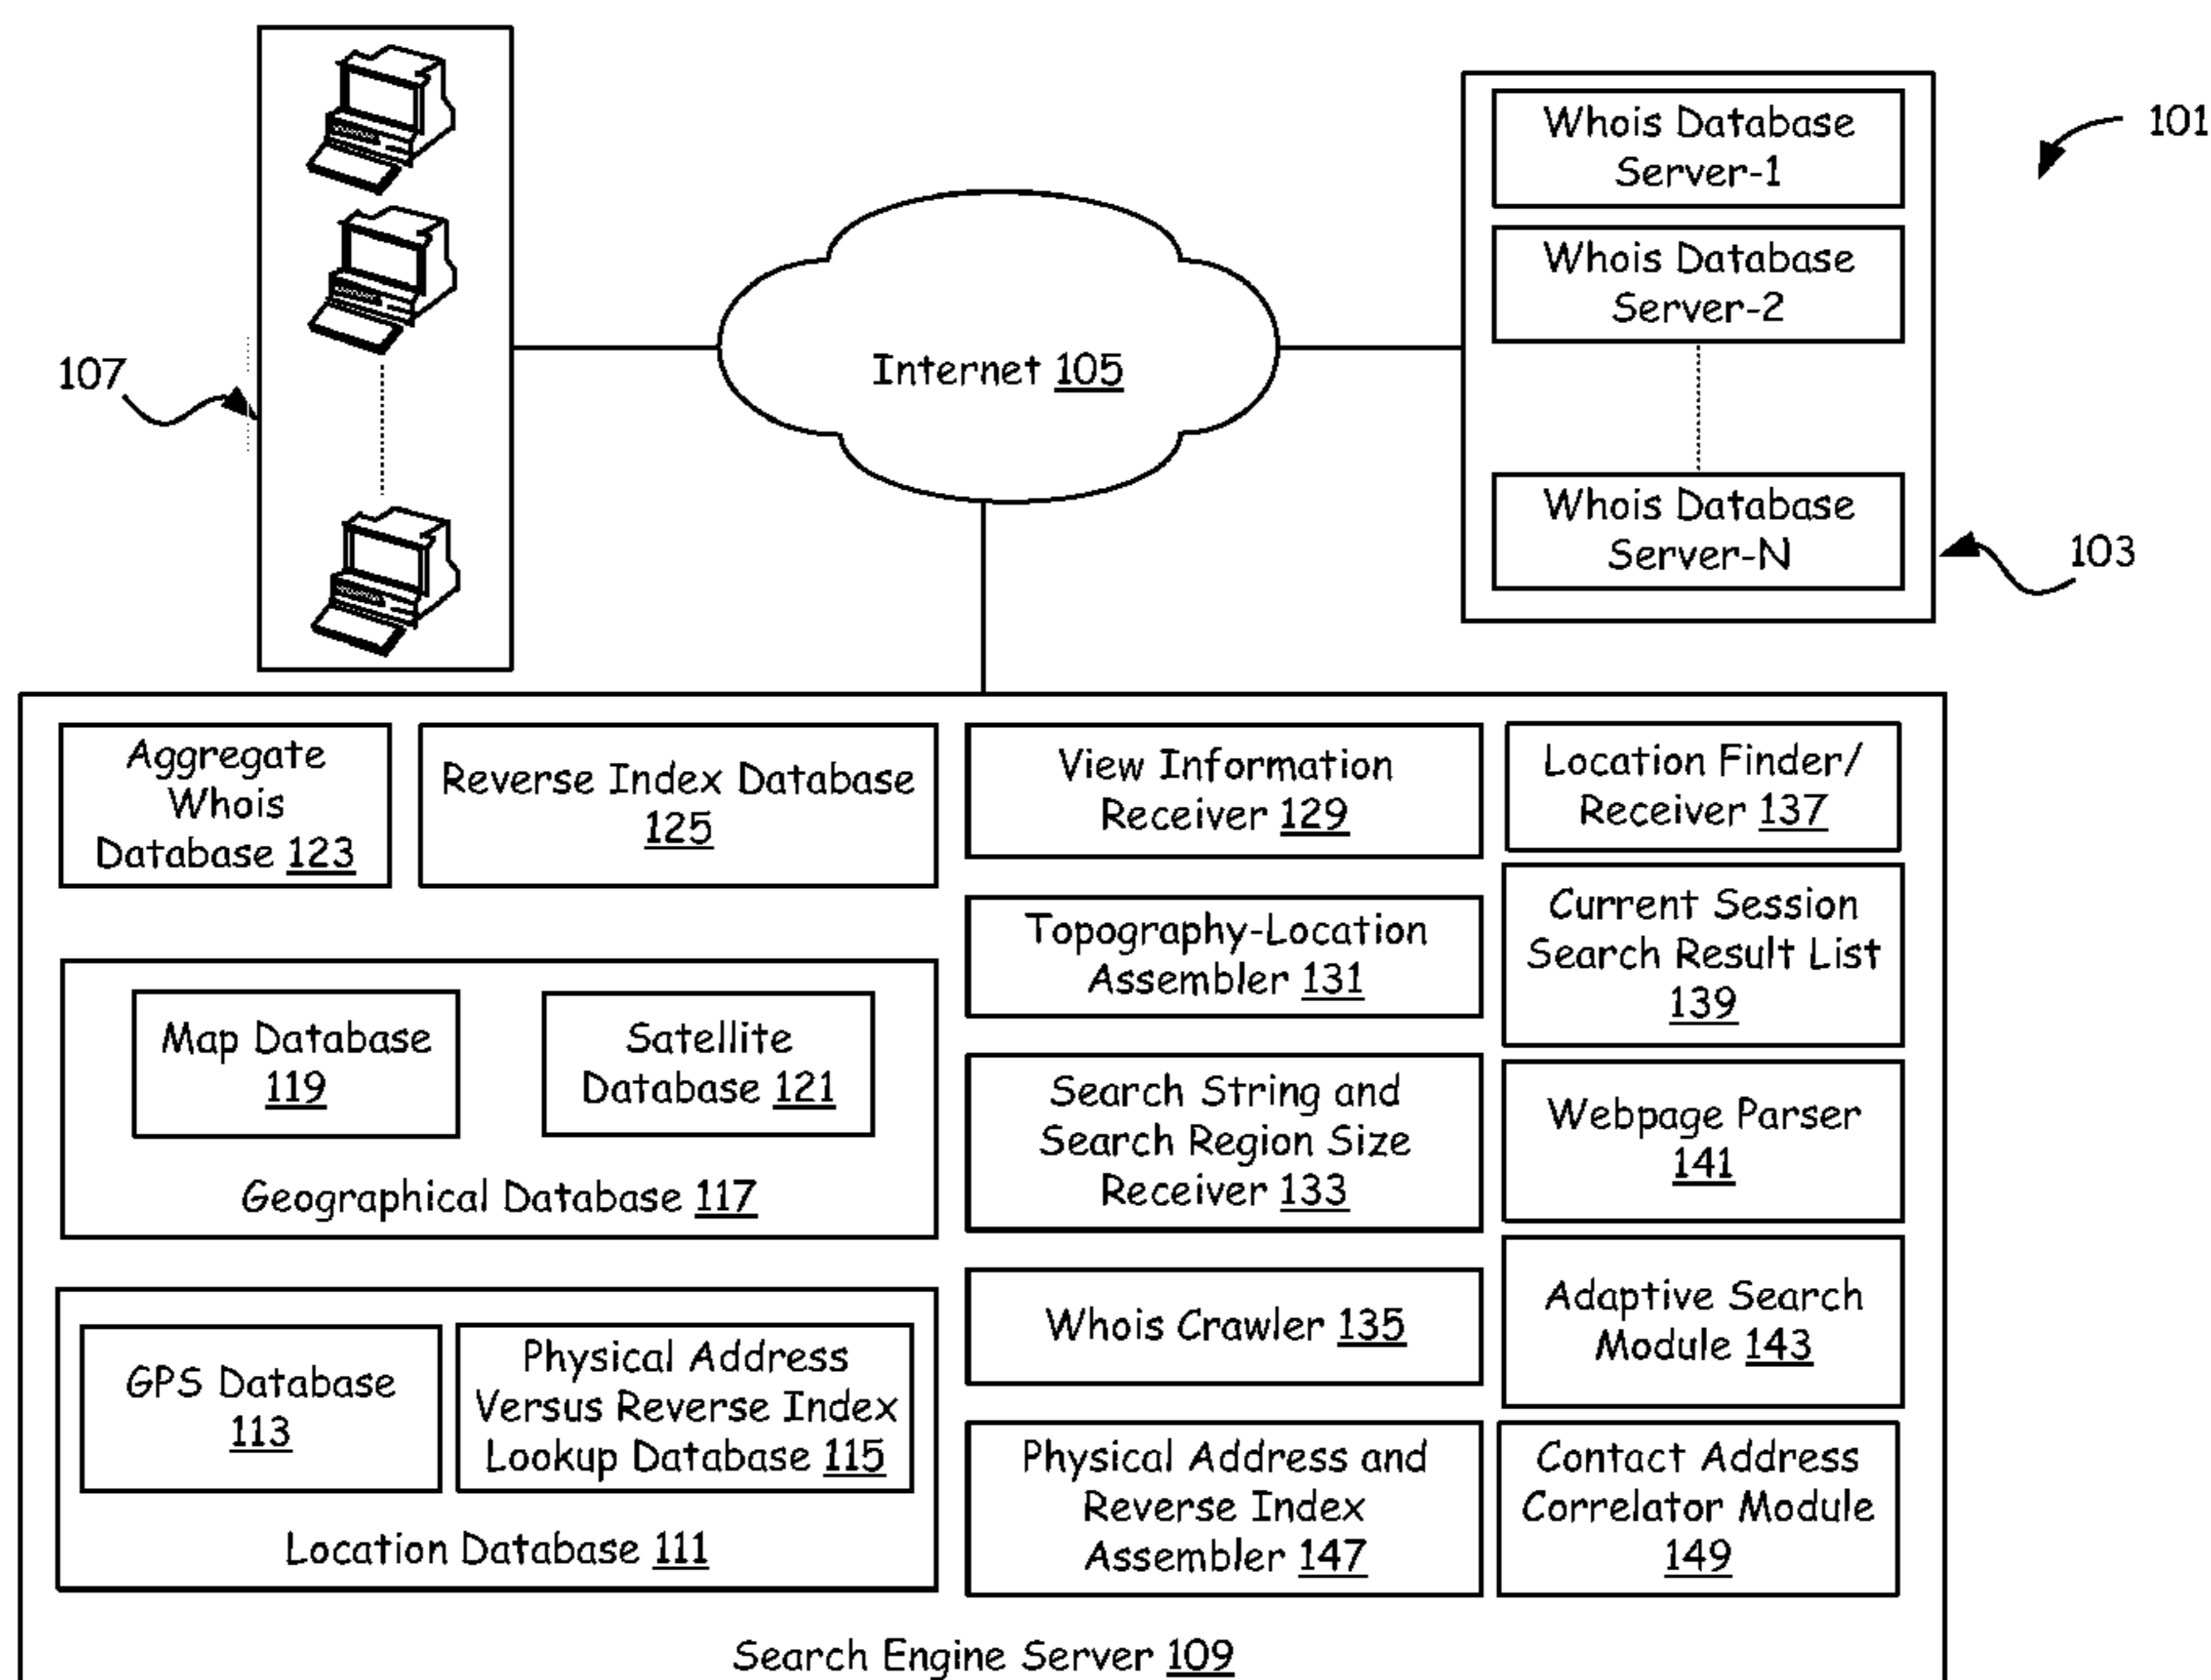 Whois Database
Server-1
101
Whois Database
Server-2
Internet 105
107
Whois Database
Server-N
103
Aggregate
Whois
Database 123
Reverse Index Database
125
View Information
Receiver 129
Location Finder/
Receiver 137
Topography-Location
Assembler 131
Current Session
Search Result List
139
Map Database
119
Satellite
Database 121
Geographical Database 117
Search String and
Search Region Size
Receiver 133
Webpage Parser
141
GPS Database
113
Physical Address
Versus Reverse Index
Lookup Database 115
Location Database 111
Whois Crawler 135
Adaptive Search
Module 143
Physical Address and
Reverse Index
Assembler 147
Contact Address
Correlator Module
149
Search Engine Server 109